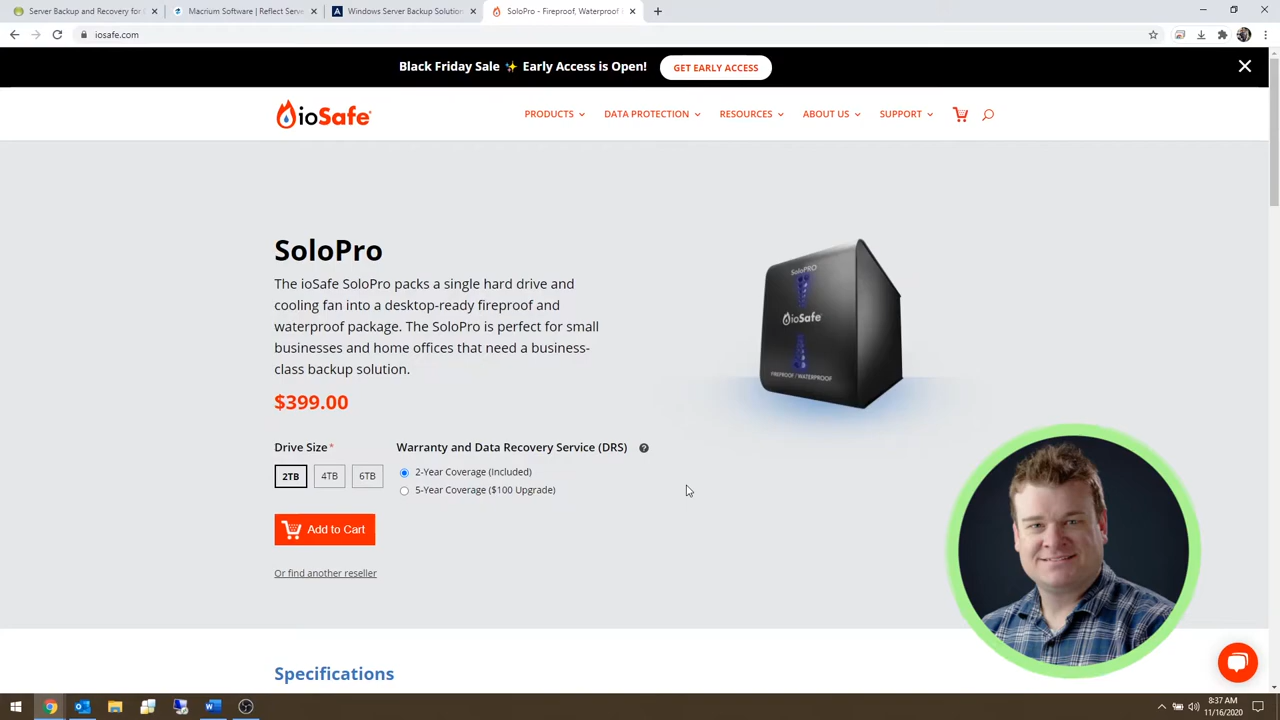 Server Backup and Recovery for
Macrium Software | Reflect Serve
Windows Server Backup Solution
SoloPro - Fireproof, Waterproof
iosafe.com
Black Friday Sale ✨ Early Access is Open!
GET EARLY ACCESS
ioSafe
PRODUCTS
DATA PROTECTION
RESOURCES
ABOUT US
SUPPORT
SoloPro
The ioSafe SoloPro packs a single hard drive and
cooling fan into a desktop-ready fireproof and
waterproof package. The SoloPro is perfect for small
businesses and home offices that need a business-
class backup solution.
$399.00
SoloPRO
ioSafe
FIREPROOF / WATERPROOF
Drive Size*
Warranty and Data Recovery Service (DRS)
2TB
4TB
6TB
2-Year Coverage (Included)
5-Year Coverage ($100 Upgrade)
Add to Cart
Or find another reseller
Specifications
8:37 AM
11/16/2020